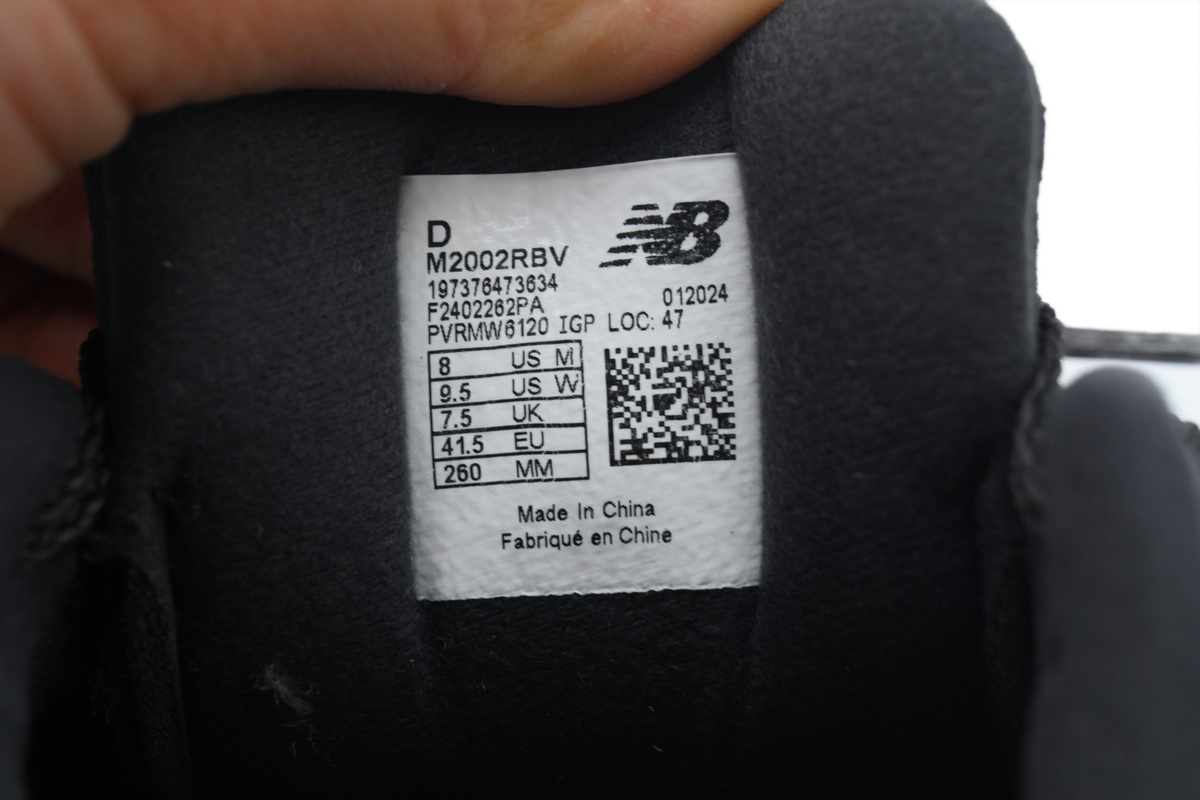 D
NB
M2002RBV
197376473634
F2402262PA 012024
PVRMW6120 IGP LOC: 47
8 US M
9.5 US W
7.5 UK
41.5 EU
260 MM
Made In China
Fabriqué en Chine